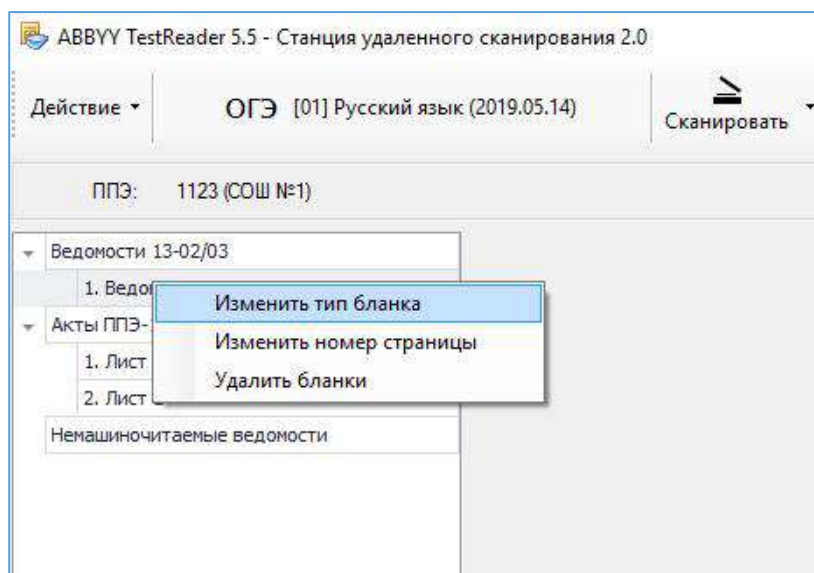 ABBYY TestReader 5.5 - Станция удаленного сканирования 2.0
Действие
ОГЭ [01] Русский язык (2019.05.14)
Сканировать
ППЭ: 1123 (СОШ №1)
Ведомости 13-02/03
1.
Изменить тип бланка
Акты ППЭ-
Изменить номер страницы
1. Лист
Удалить бланки
2. Лист
Немашиночитаемые ведомости